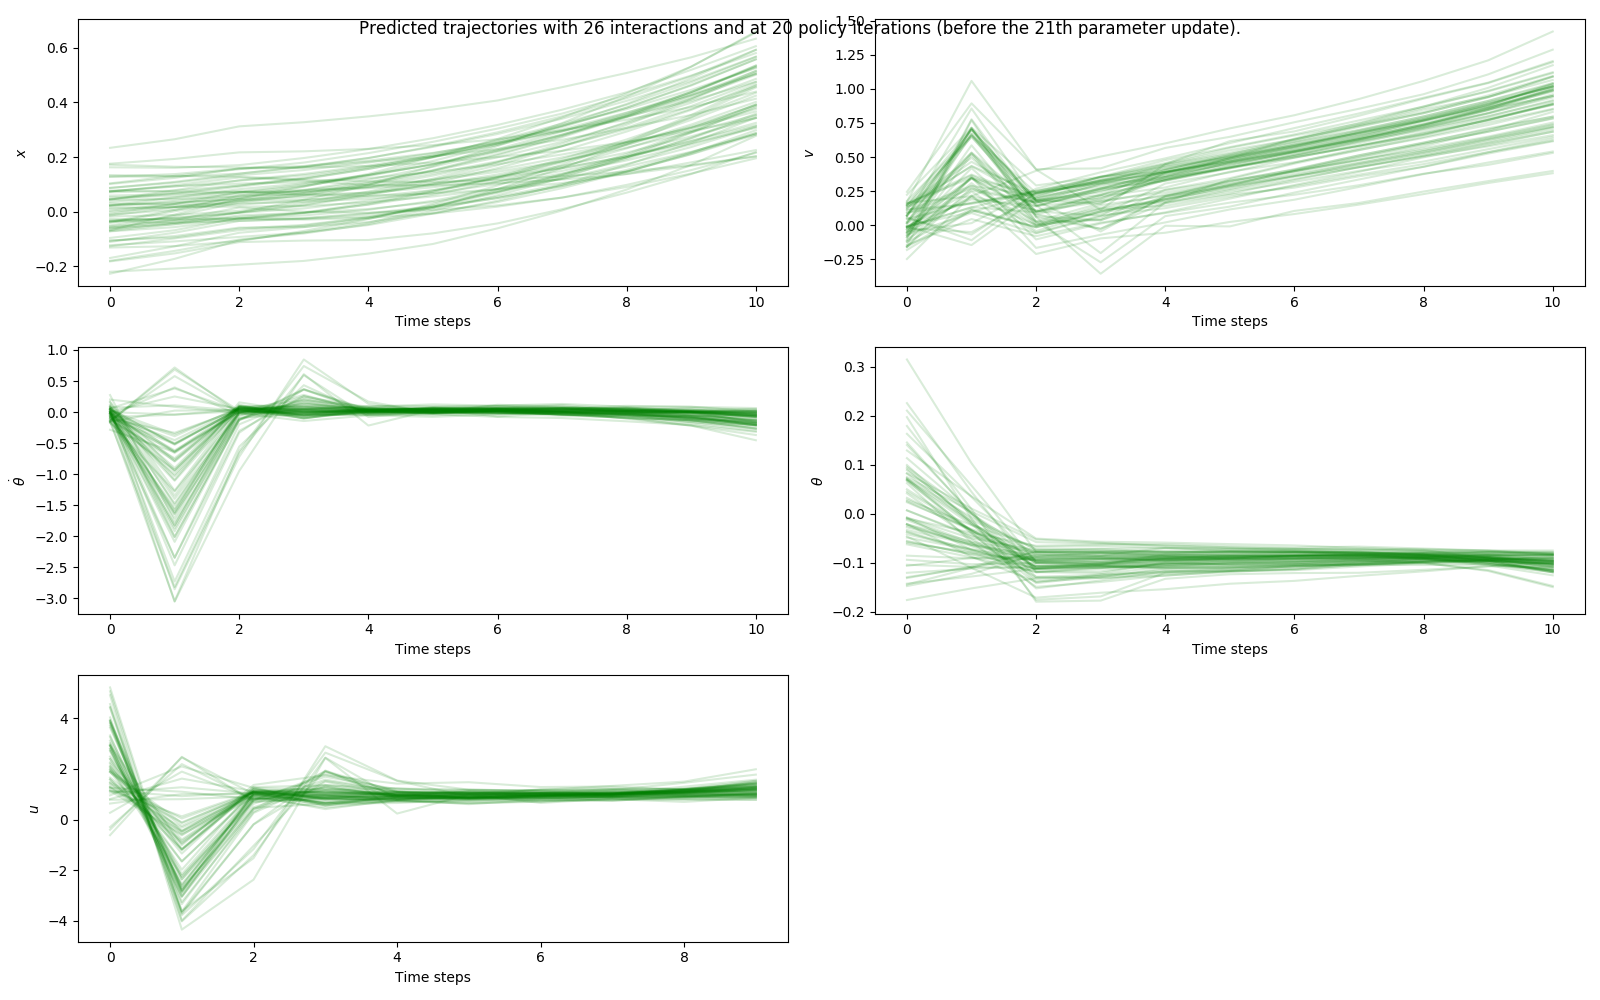 Predicted trajectories with 26 interactions and at 20 policy iterations (before the 21th parameter update).
x
0.6
0.4
0.2
0.0
−0.2
0 2 4 6 8 10
Time steps
v
1.50
1.25
1.00
0.75
0.50
0.25
0.00
−0.25
0 2 4 6 8 10
Time steps
θ̇
1.0
0.5
0.0
−0.5
−1.0
−1.5
−2.0
−2.5
−3.0
0 2 4 6 8 10
Time steps
θ
0.3
0.2
0.1
0.0
−0.1
−0.2
0 2 4 6 8 10
Time steps
u
4
2
0
−2
−4
0 2 4 6 8
Time steps